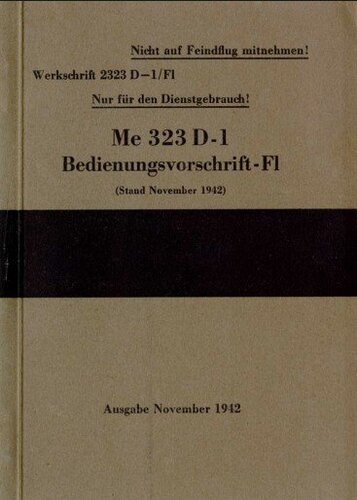 Nicht auf Feindflug mitnehmen!
Werkschrift 2323 D–1/Fl
Nur für den Dienstgebrauch!
Me 323 D-1
Bedienungsvorschrift-Fl
(Stand November 1942)
Ausgabe November 1942